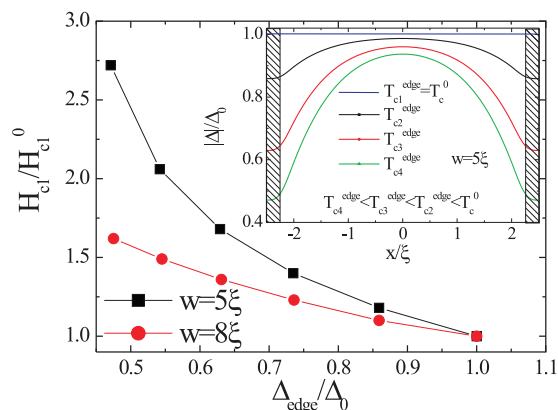 3.0
2.5
2.0
1.5
1.0
H_c1/H_c1^0
0.5 0.6 0.7 0.8 0.9 1.0 1.1
Δ_edge/Δ_0
w=5ξ
w=8ξ
1.0
0.8
0.6
0.4
|Δ|/Δ_0
-2 -1 0 1 2
x/ξ
T_c1^edge=T_c^0
T_c2^edge
T_c3^edge
T_c4^edge
w=5ξ
T_c4^edge<T_c3^edge<T_c2^edge<T_c^0